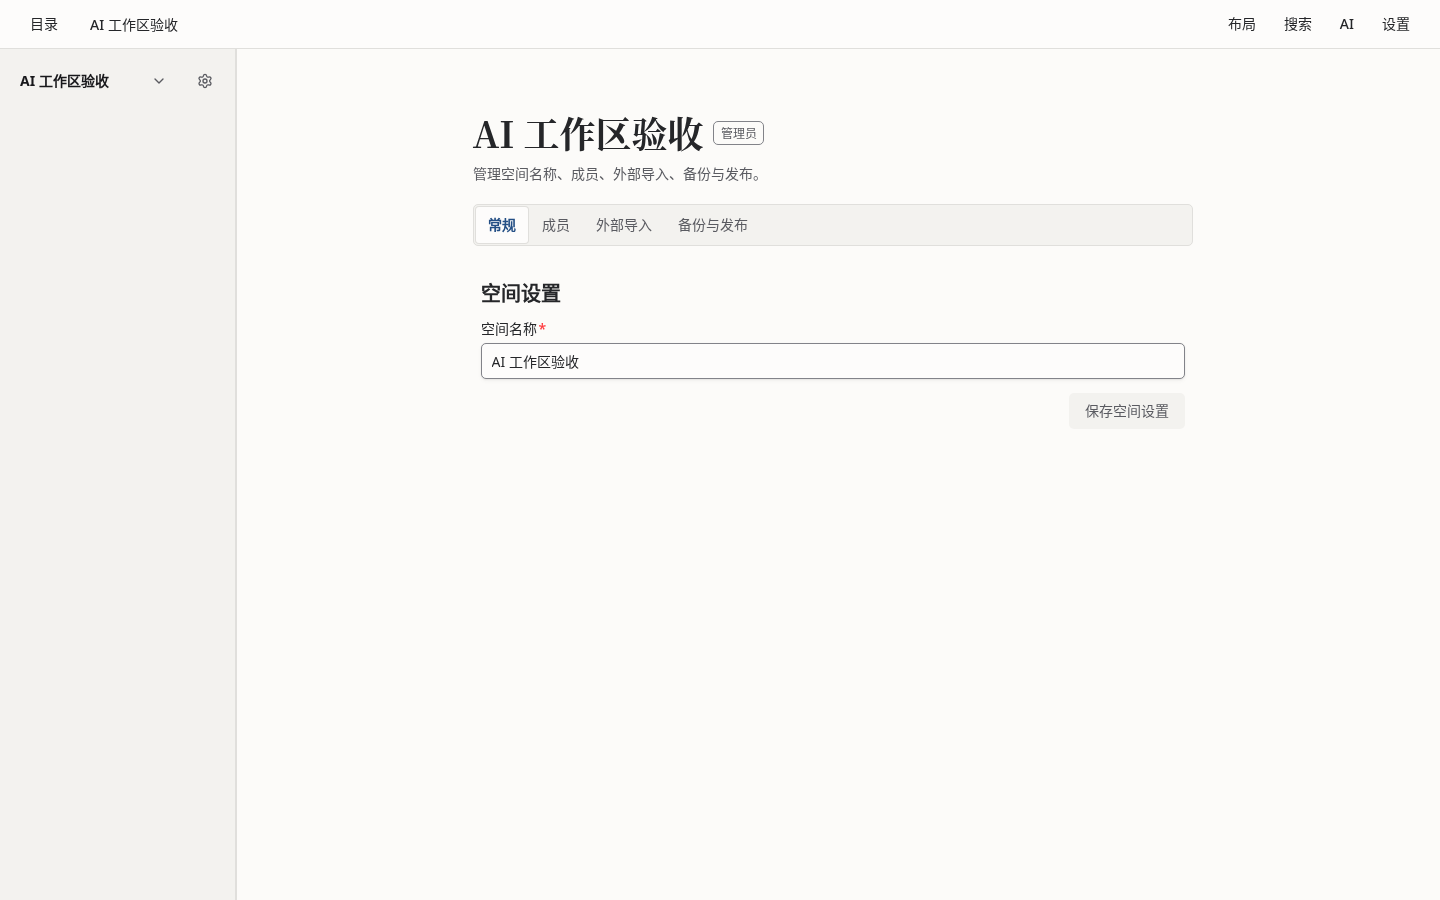 目录 AI 工作区验收 布局 搜索 AI 设置
AI 工作区验收
AI 工作区验收 管理员
管理空间名称、成员、外部导入、备份与发布。
常规 成员 外部导入 备份与发布
空间设置
空间名称*
AI 工作区验收
保存空间设置